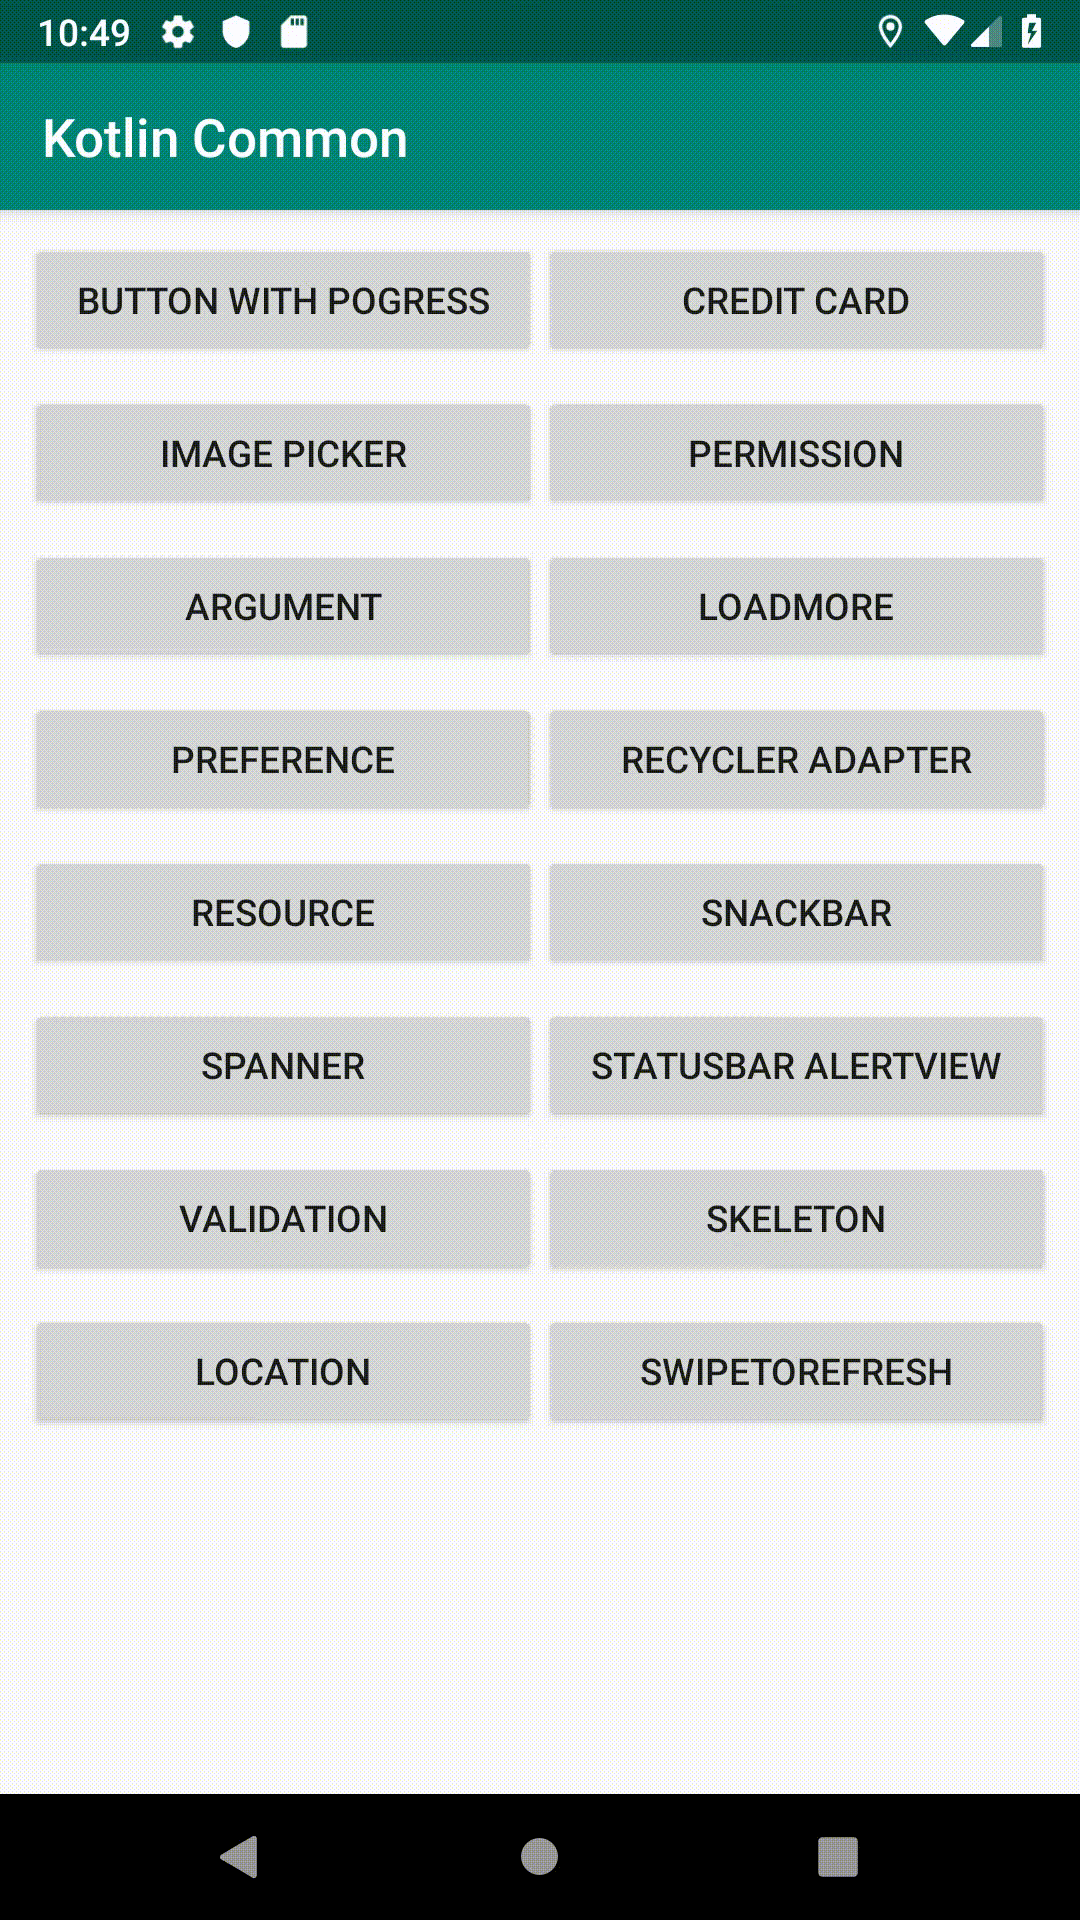 10:49
Kotlin Common
BUTTON WITH POGRESS
CREDIT CARD
IMAGE PICKER
PERMISSION
ARGUMENT
LOADMORE
PREFERENCE
RECYCLER ADAPTER
RESOURCE
SNACKBAR
SPANNER
STATUSBAR ALERTVIEW
VALIDATION
SKELETON
LOCATION
SWIPETOREFRESH